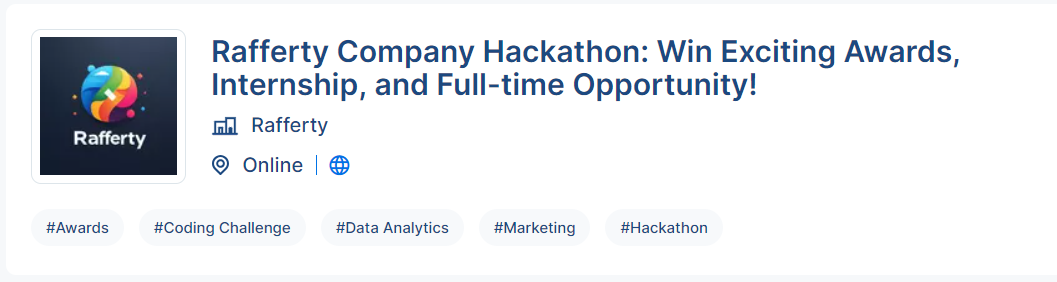 Rafferty
Rafferty Company Hackathon: Win Exciting Awards,
Internship, and Full-time Opportunity!
Rafferty
Online
#Awards #Coding Challenge #Data Analytics #Marketing #Hackathon